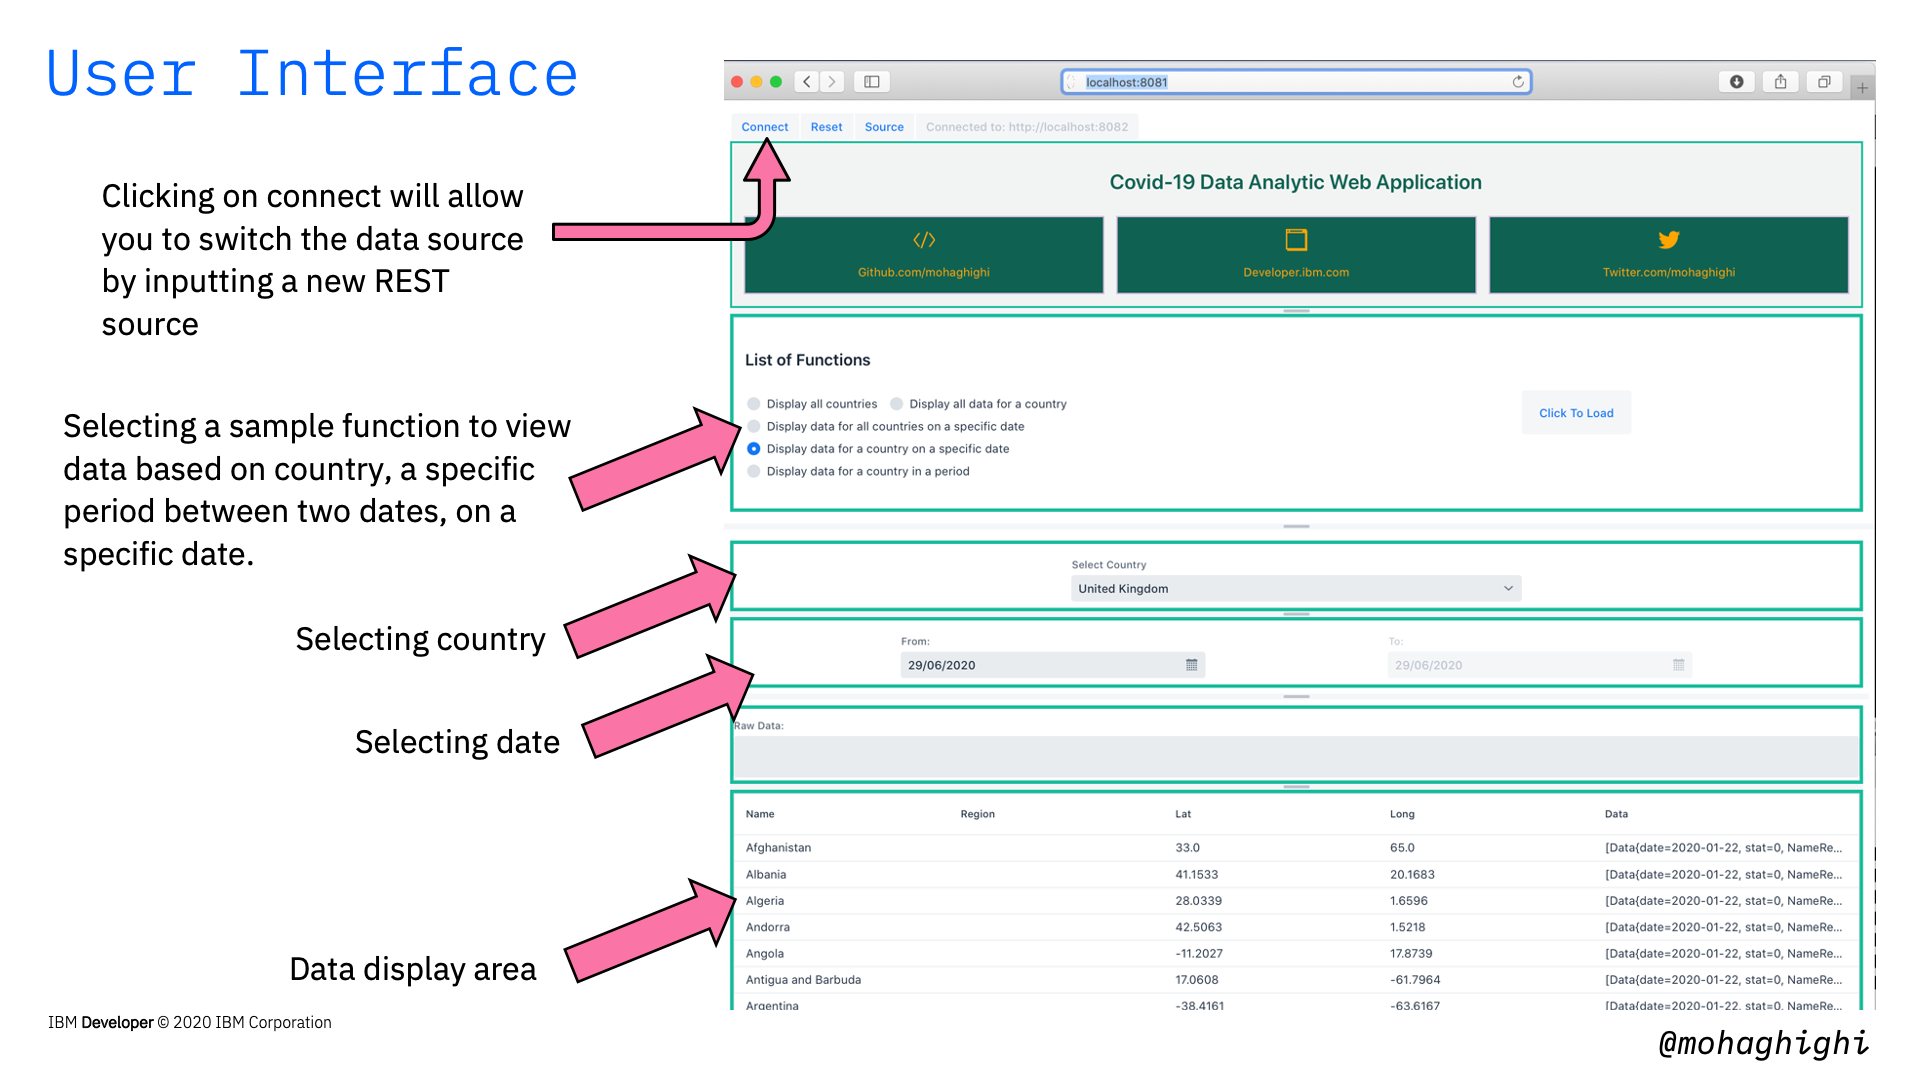 User Interface
Clicking on connect will allow
you to switch the data source
by inputting a new REST
source
Selecting a sample function to view
data based on country, a specific
period between two dates, on a
specific date.
Selecting country
Selecting date
Data display area
localhost:8081
Connect Reset Source Connected to: http://localhost:8082
Covid-19 Data Analytic Web Application
Github.com/mohaghighi Developer.ibm.com Twitter.com/mohaghighi
List of Functions
Display all countries Display all data for a country
Display data for all countries on a specific date
Display data for a country on a specific date
Display data for a country in a period
Click To Load
Select Country
United Kingdom
From: To:
29/06/2020 29/06/2020
Raw Data:
Name Region Lat Long Data
Afghanistan 33.0 65.0 [Data{date=2020-01-22, stat=0, NameRe...
Albania 41.1533 20.1683 [Data{date=2020-01-22, stat=0, NameRe...
Algeria 28.0339 1.6596 [Data{date=2020-01-22, stat=0, NameRe...
Andorra 42.5063 1.5218 [Data{date=2020-01-22, stat=0, NameRe...
Angola -11.2027 17.8739 [Data{date=2020-01-22, stat=0, NameRe...
Antigua and Barbuda 17.0608 -61.7964 [Data{date=2020-01-22, stat=0, NameRe...
Argentina -38.4161 -63.6167 [Data{date=2020-01-22, stat=0, NameRe...
IBM Developer © 2020 IBM Corporation
@mohaghighi